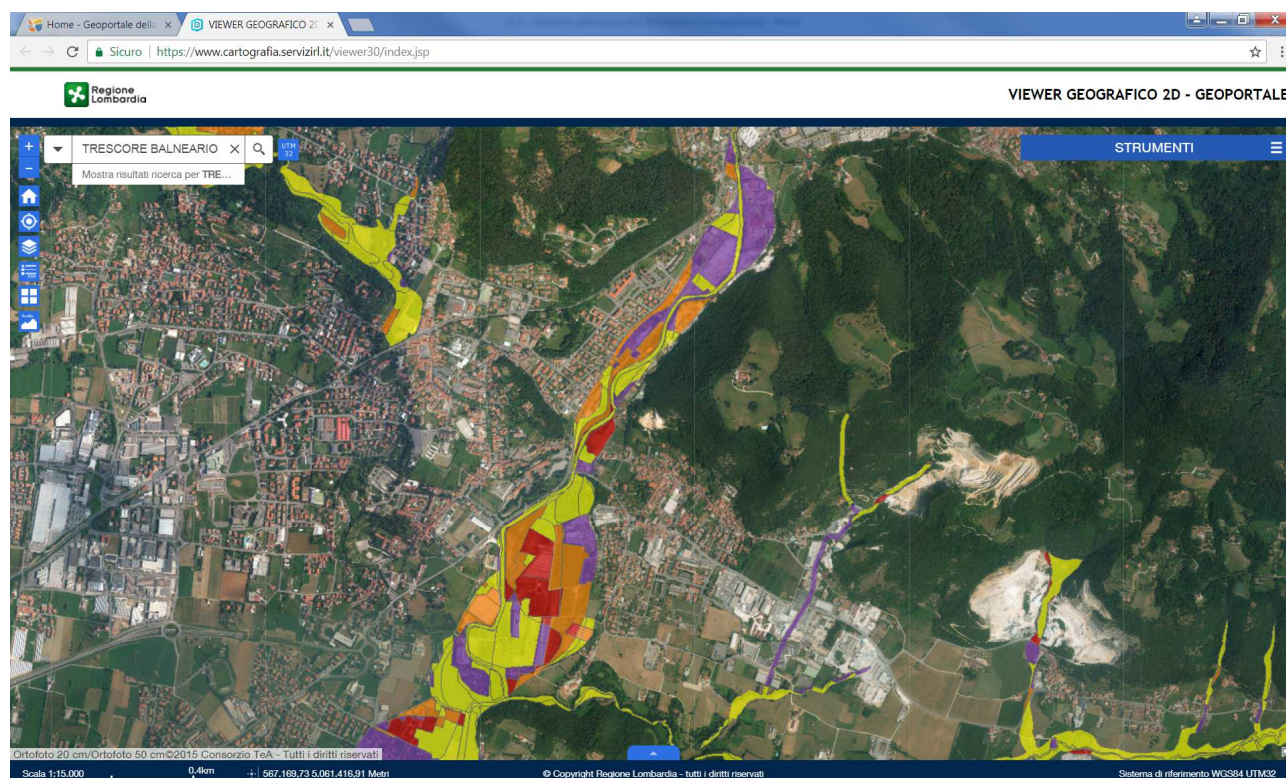 Home - Geoportale della
VIEWER GEOGRAFICO 2D
Sicuro | https://www.cartografia.servizirl.it/viewer30/index.jsp
Regione
Lombardia
VIEWER GEOGRAFICO 2D - GEOPORTALE
TRESCORE BALNEARIO
UTM
32
STRUMENTI
Mostra risultati ricerca per TRE...
Ortofoto 20 cm/Ortofoto 50 cm©2015 Consorzio TeA - Tutti i diritti riservati
Scala 1:15.000
0.4km
567.169,73 5.061.416,91 Metri
© Copyright Regione Lombardia - tutti i diritti riservati
Sistema di riferimento WGS84 UTM32